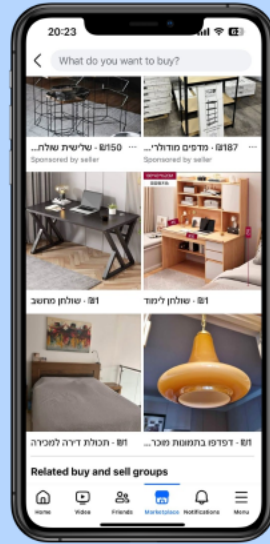 20:23
What do you want to buy?
₪150 · שלישית שולח...
₪187 · מדפים מודולרי...
Sponsored by seller
Sponsored by seller
₪1 · שולחן מחשב
₪1 · שולחן לימוד
₪1 · תכולת דירה למכירה
₪1 · דפדפו בתמונות מוכר...
Related buy and sell groups
Home
Video
Friends
Marketplace
Notifications
Menu